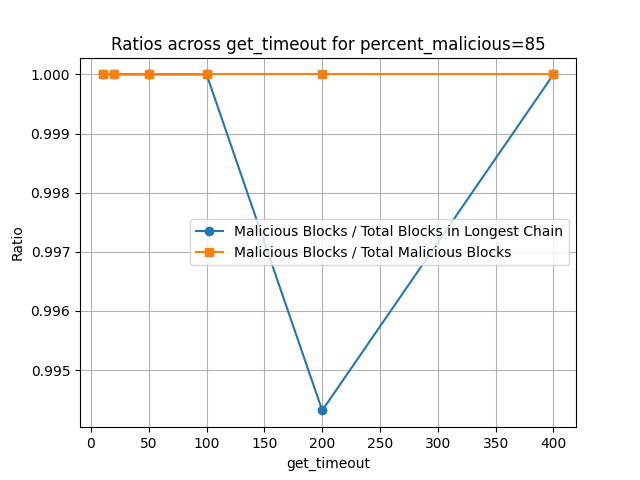 Ratios across get_timeout for percent_malicious=85
Ratio
1.000
0.999
0.998
0.997
0.996
0.995
Malicious Blocks / Total Blocks in Longest Chain
Malicious Blocks / Total Malicious Blocks
0 50 100 150 200 250 300 350 400
get_timeout